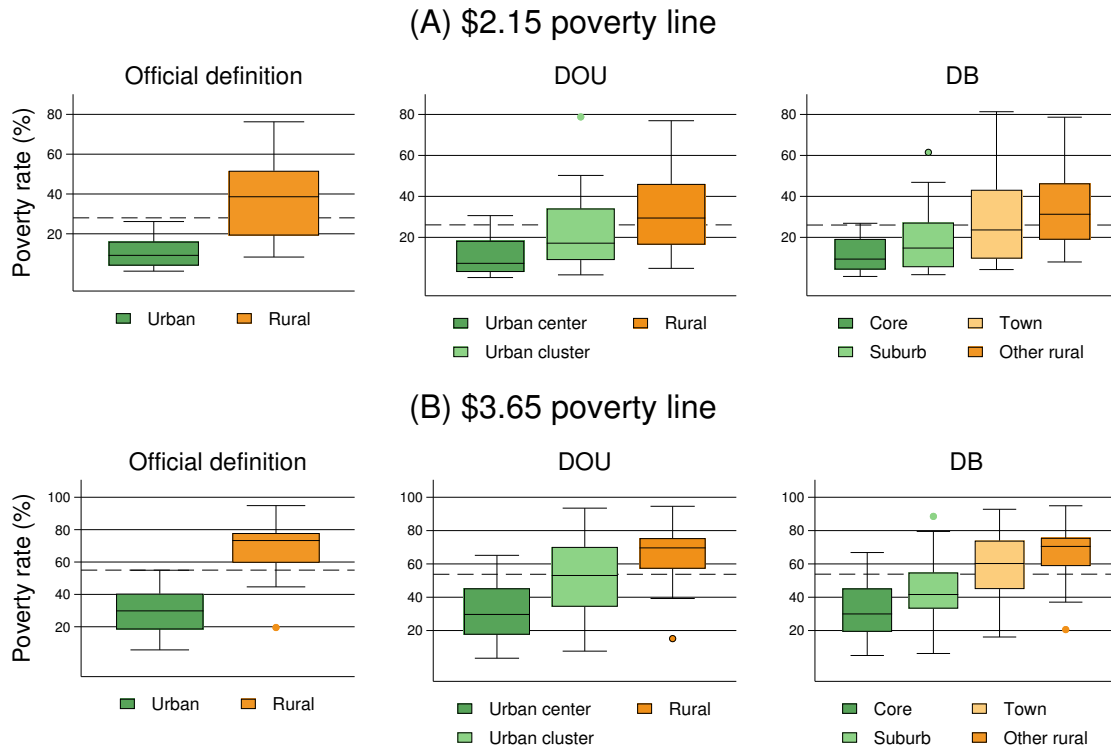 (A) $2.15 poverty line
Official definition
DOU
DB
Poverty rate (%)
80
60
40
20
80
60
40
20
80
60
40
20
Urban
Rural
Urban center
Rural
Urban cluster
Core
Town
Suburb
Other rural
(B) $3.65 poverty line
Official definition
DOU
DB
Poverty rate (%)
100
80
60
40
20
100
80
60
40
20
100
80
60
40
20
Urban
Rural
Urban center
Rural
Urban cluster
Core
Town
Suburb
Other rural